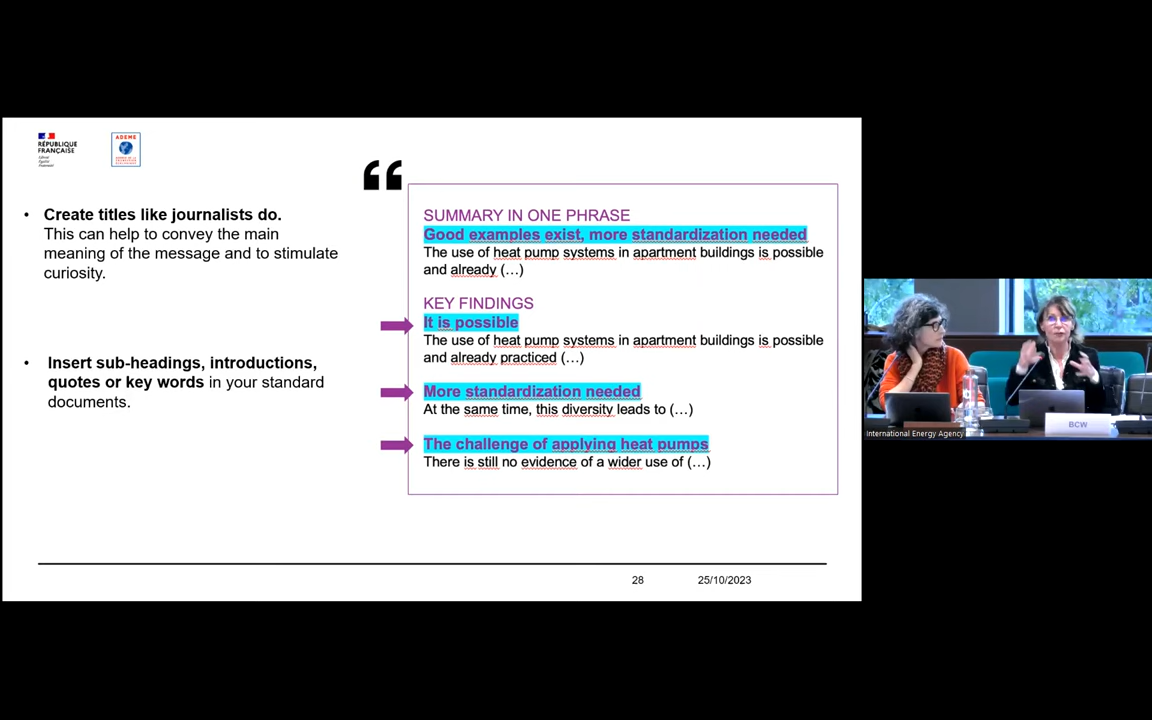 RÉPUBLIQUE
FRANÇAISE
Liberté
Égalité
Fraternité
ADEME
• Create titles like journalists do.
This can help to convey the main
meaning of the message and to stimulate
curiosity.
• Insert sub-headings, introductions,
quotes or key words in your standard
documents.
“
SUMMARY IN ONE PHRASE
Good examples exist, more standardization needed
The use of heat pump systems in apartment buildings is possible
and already (…)
KEY FINDINGS
It is possible
The use of heat pump systems in apartment buildings is possible
and already practiced (…)
More standardization needed
At the same time, this diversity leads to (…)
The challenge of applying heat pumps
There is still no evidence of a wider use of (…)
28 25/10/2023
BCW
International Energy Agency